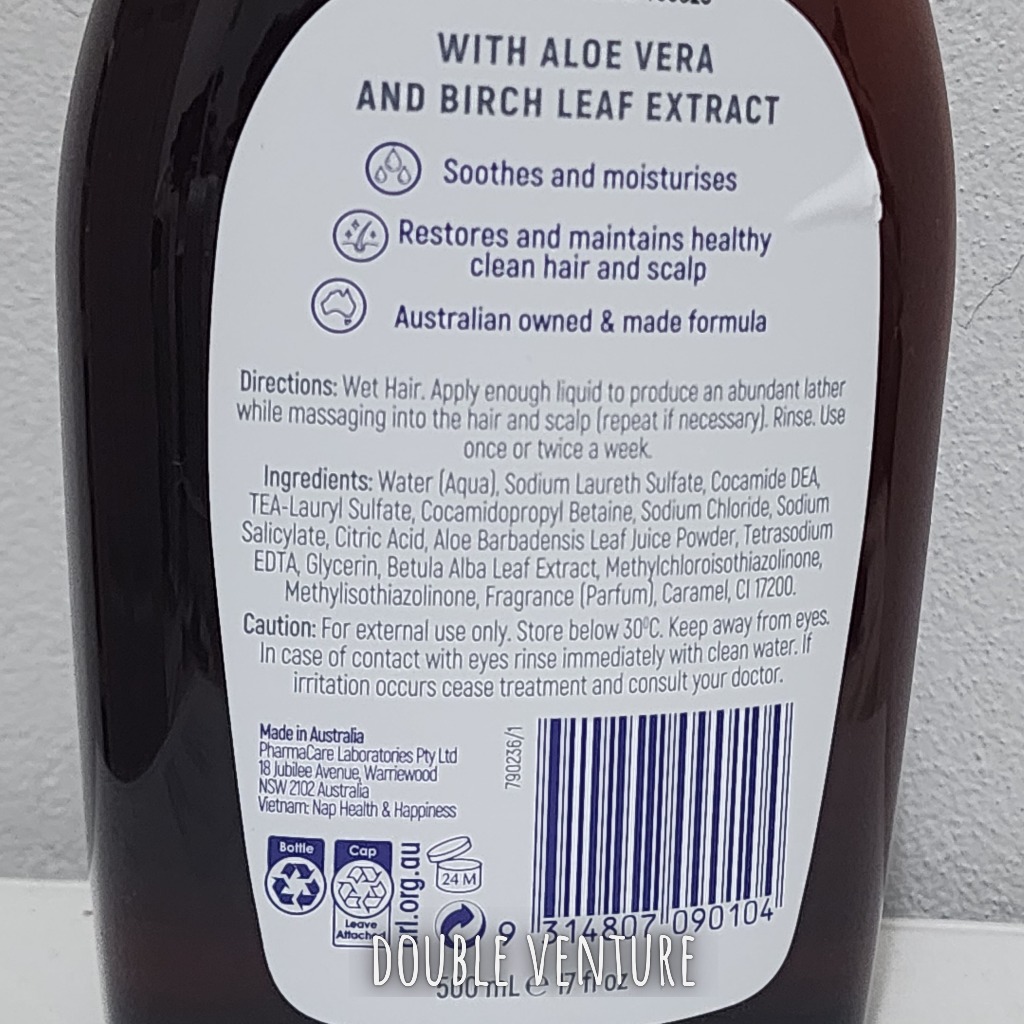 WITH ALOE VERA
AND BIRCH LEAF EXTRACT
Soothes and moisturises
Restores and maintains healthy
clean hair and scalp
Australian owned & made formula
Directions: Wet Hair. Apply enough liquid to produce an abundant lather
while massaging into the hair and scalp (repeat if necessary). Rinse. Use
once or twice a week.
Ingredients: Water (Aqua), Sodium Laureth Sulfate, Cocamide DEA,
TEA-Lauryl Sulfate, Cocamidopropyl Betaine, Sodium Chloride, Sodium
Salicylate, Citric Acid, Aloe Barbadensis Leaf Juice Powder, Tetrasodium
EDTA, Glycerin, Betula Alba Leaf Extract, Methylchloroisothiazolinone,
Methylisothiazolinone, Fragrance (Parfum), Caramel, CI 17200.
Caution: For external use only. Store below 30°C. Keep away from eyes.
In case of contact with eyes rinse immediately with clean water. If
irritation occurs cease treatment and consult your doctor.
Made in Australia
PharmaCare Laboratories Pty Ltd
18 Jubilee Avenue, Warriewood
NSW 2102 Australia
Vietnam: Nap Health & Happiness
790236/1
Bottle
Cap
Leave
arl.org.au
24 M
9 314807 090104
DOUBLE VENTURE
500 mL e 17 fl oz